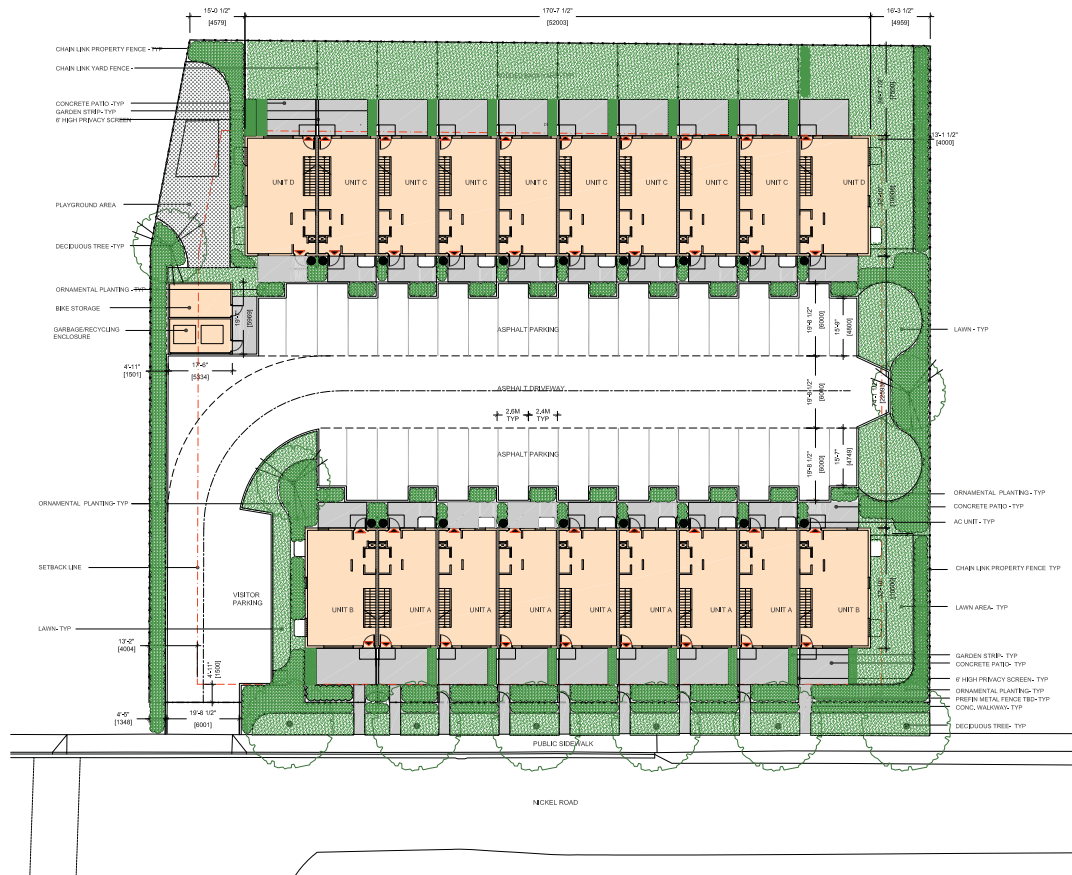 15'-0 1/2"
[4579]
170'-7 1/2"
[52003]
16'-3 1/2"
[4959]
CHAIN LINK PROPERTY FENCE - TYP
CHAIN LINK YARD FENCE
CONCRETE PATIO -TYP
GARDEN STRIP- TYP
6' HIGH PRIVACY SCREEN
13'-1 1/2"
[4000]
UNIT D
UNIT C
UNIT C
UNIT C
UNIT C
UNIT C
UNIT C
UNIT C
UNIT C
UNIT D
PLAYGROUND AREA
DECIDUOUS TREE -TYP
ORNAMENTAL PLANTING - TYP
BIKE STORAGE
GARBAGE/RECYCLING
ENCLOSURE
[5969]
ASPHALT PARKING
19'-8 1/2"
[6000]
[4800]
LAWN - TYP
4'-11"
[1501]
17'-6"
[5334]
ASPHALT DRIVEWAY
19'-8 1/2"
[6000]
2,6M
TYP
2,4M
TYP
ASPHALT PARKING
19'-8 1/2"
[6000]
15'-7"
[4749]
ORNAMENTAL PLANTING- TYP
ORNAMENTAL PLANTING - TYP
CONCRETE PATIO - TYP
AC UNIT - TYP
SETBACK LINE
CHAIN LINK PROPERTY FENCE TYP
VISITOR
PARKING
UNIT B
UNIT A
UNIT A
UNIT A
UNIT A
UNIT A
UNIT A
UNIT A
UNIT B
LAWN AREA - TYP
LAWN- TYP
13'-2"
[4004]
4'-11"
[1500]
GARDEN STRIP- TYP
CONCRETE PATIO- TYP
6' HIGH PRIVACY SCREEN- TYP
ORNAMENTAL PLANTING-TYP
PREFIN METAL FENCE TBD- TYP
CONC. WALKWAY- TYP
4'-5"
[1348]
19'-8 1/2"
[6001]
DECIDUOUS TREE - TYP
PUBLIC SIDEWALK
NICKEL ROAD